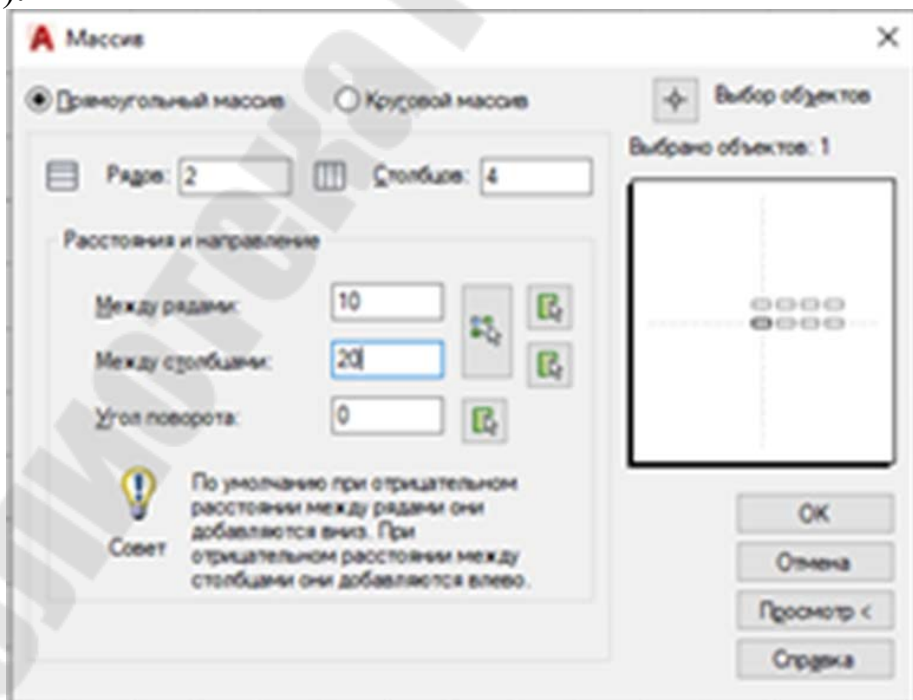 ).
Массив
Прямоугольный массив Круговой массив Выбор объектов
Выбрано объектов: 1
Рядов: 2 Столбцов: 4
Расстояния и направление
Между рядами: 10
Между столбцами: 20
Угол поворота: 0
По умолчанию при отрицательном
расстоянии между рядами они
добавляются вниз. При
отрицательном расстоянии между
столбцами они добавляются влево.
Совет
OK
Отмена
Просмотр <
Справка